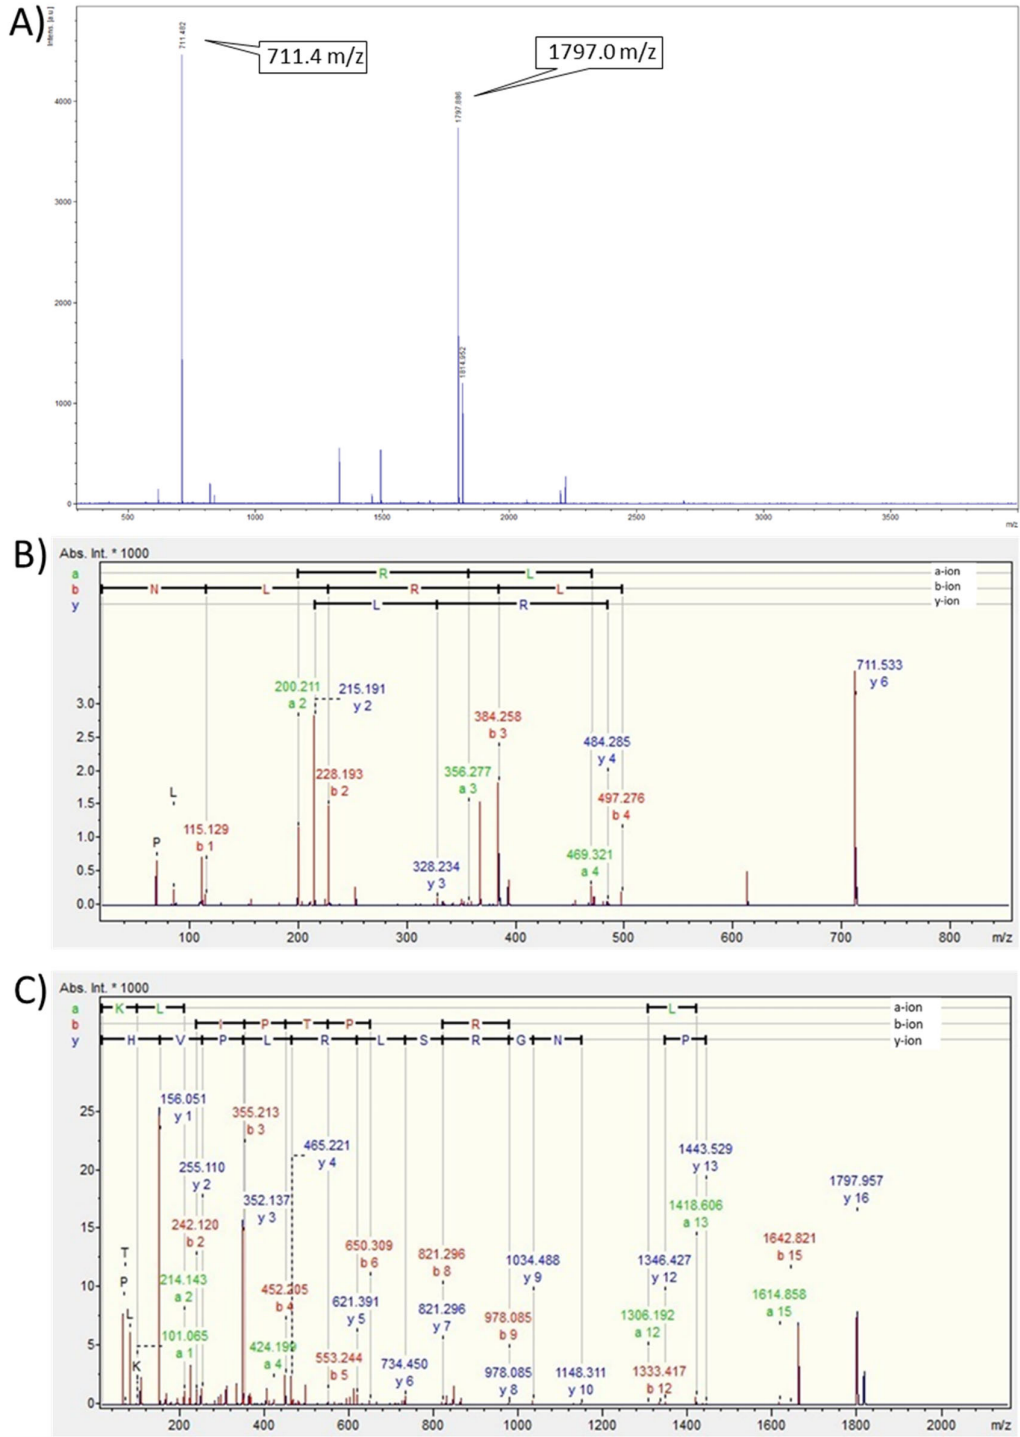 A)
Intens. [a.u.]
711.482
711.4 m/z
1797.0 m/z
1814.952
4000
3000
2000
1000
0
500
1000
1500
2000
2500
3000
3500
m/z
B)
Abs. Int. * 1000
a R L a-ion
b N L R L b-ion
y L R y-ion
711.533
y 6
200.211
a 2
215.191
y 2
384.258
b 3
484.285
y 4
356.277
a 3
228.193
b 2
497.276
b 4
L
P
115.129
b 1
328.234
y 3
469.321
a 4
3.0
2.5
2.0
1.5
1.0
0.5
0.0
100 200 300 400 500 600 700 800 m/z
C)
Abs. Int. * 1000
a K L L a-ion
b I P T P R b-ion
y H V P L R L S R G N P y-ion
156.051
y 1
355.213
b 3
465.221
y 4
255.110
y 2
352.137
y 3
1443.529
y 13
1797.957
y 16
1418.606
a 13
242.120
b 2
650.309
b 6
821.296
b 8
1034.488
y 9
1346.427
y 12
1642.821
b 15
T
P
L
K
214.143
a 2
452.205
b 4
621.391
y 5
821.296
y 7
978.085
b 9
1306.192
a 12
1614.858
a 15
101.065
a 1
424.199
a 4
553.244
b 5
734.450
y 6
978.085
y 8
1148.311
y 10
1333.417
b 12
25
20
15
10
5
0
200 400 600 800 1000 1200 1400 1600 1800 2000 m/z